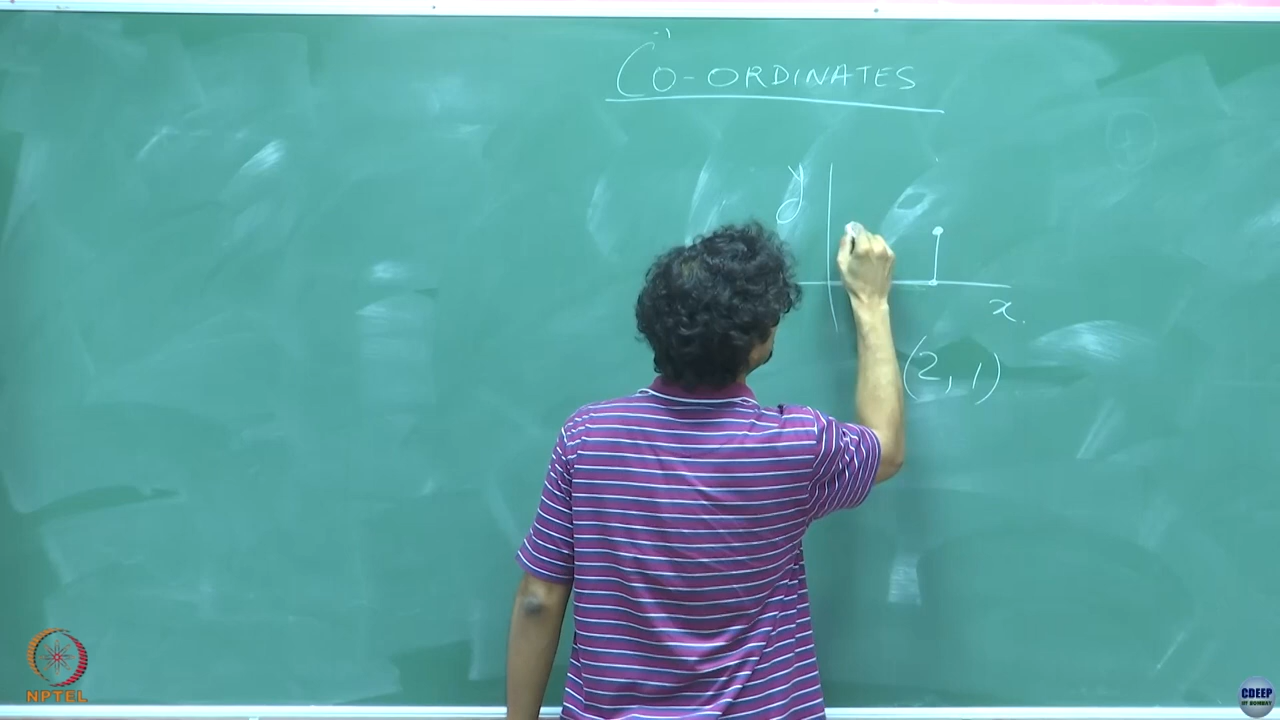 CO-ORDINATES
y
x
(2, 1)
NPTEL
CDEEP
IIT BOMBAY